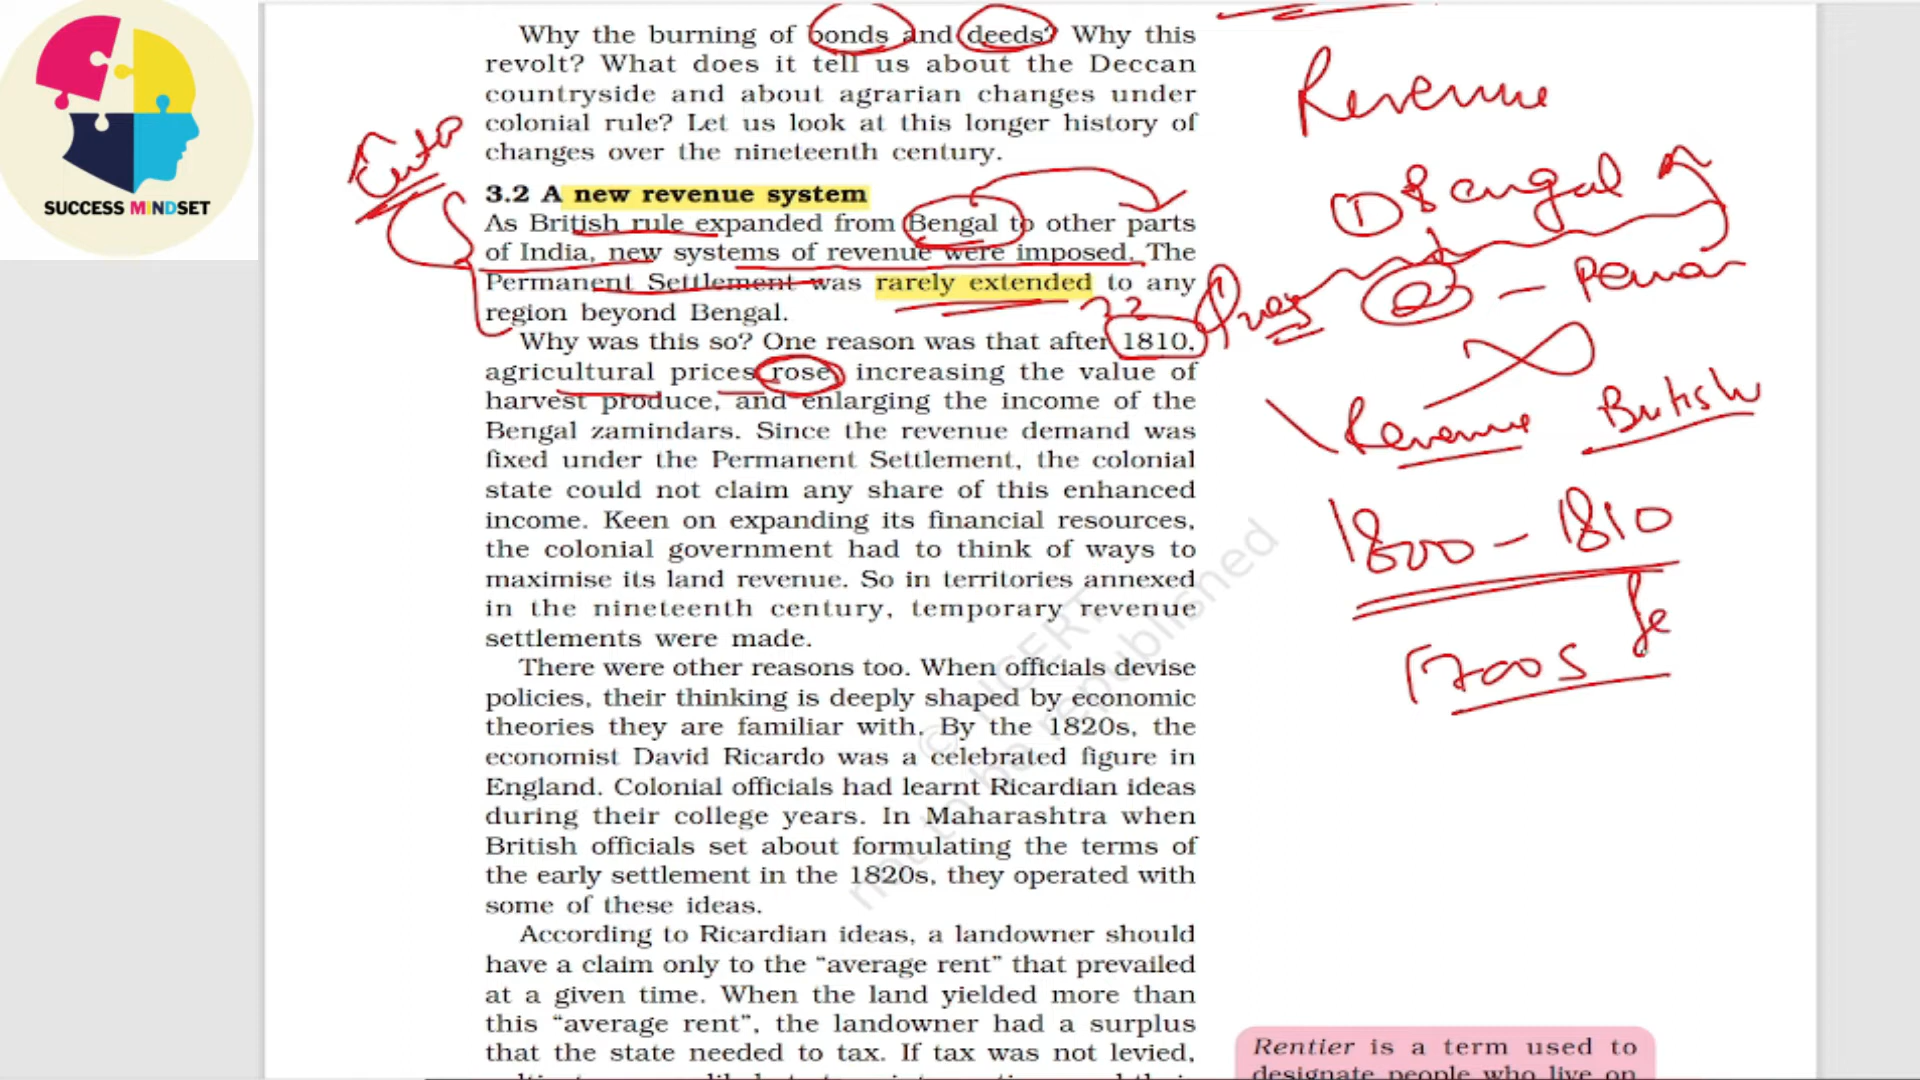 SUCCESS MINDSET
Why the burning of bonds and deeds? Why this
revolt? What does it tell us about the Deccan
countryside and about agrarian changes under
colonial rule? Let us look at this longer history of
changes over the nineteenth century.
3.2 A new revenue system
As British rule expanded from Bengal to other parts
of India, new systems of revenue were imposed. The
Permanent Settlement was rarely extended to any
region beyond Bengal.
Why was this so? One reason was that after 1810,
agricultural prices rose, increasing the value of
harvest produce, and enlarging the income of the
Bengal zamindars. Since the revenue demand was
fixed under the Permanent Settlement, the colonial
state could not claim any share of this enhanced
income. Keen on expanding its financial resources,
the colonial government had to think of ways to
maximise its land revenue. So in territories annexed
in the nineteenth century, temporary revenue
settlements were made.
There were other reasons too. When officials devise
policies, their thinking is deeply shaped by economic
theories they are familiar with. By the 1820s, the
economist David Ricardo was a celebrated figure in
England. Colonial officials had learnt Ricardian ideas
during their college years. In Maharashtra when
British officials set about formulating the terms of
the early settlement in the 1820s, they operated with
some of these ideas.
According to Ricardian ideas, a landowner should
have a claim only to the “average rent” that prevailed
at a given time. When the land yielded more than
this “average rent”, the landowner had a surplus
that the state needed to tax. If tax was not levied,
© NCERT
not to be republished
Revenue
① Bengal
Revenue British
1800 – 1810
1700s
Rentier is a term used to
designate people who live on